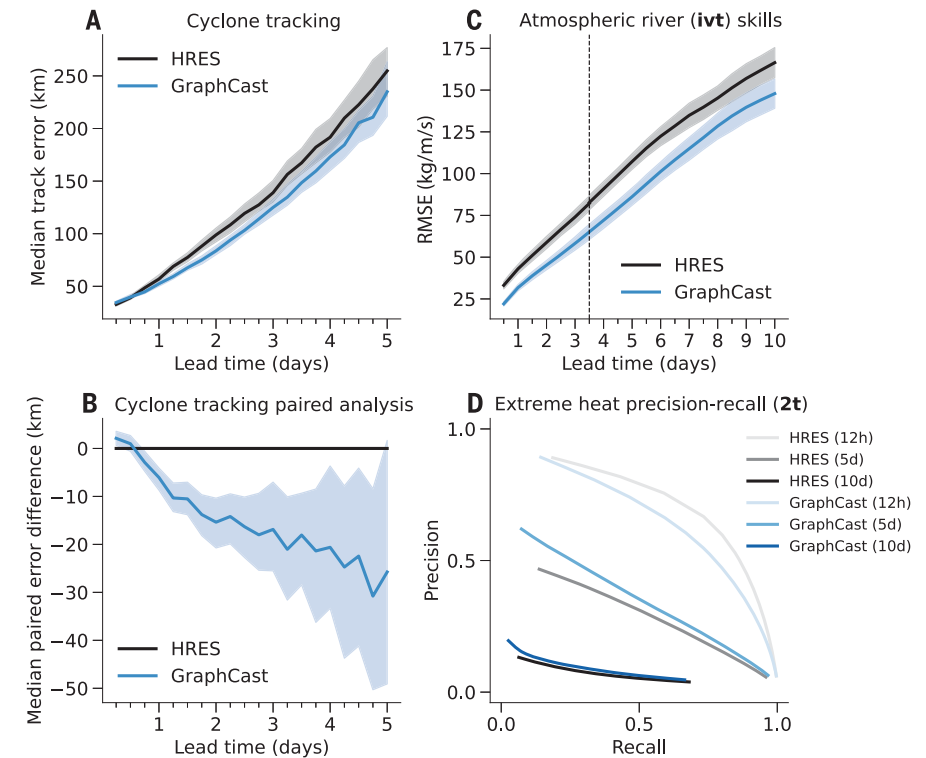 A Cyclone tracking
HRES
GraphCast
Median track error (km)
250
200
150
100
50
1 2 3 4 5
Lead time (days)
C Atmospheric river (ivt) skills
RMSE (kg/m/s)
175
150
125
100
75
50
25
HRES
GraphCast
1 2 3 4 5 6 7 8 9 10
Lead time (days)
B Cyclone tracking paired analysis
Median paired error difference (km)
0
−10
−20
−30
−40
−50
HRES
GraphCast
1 2 3 4 5
Lead time (days)
D Extreme heat precision-recall (2t)
Precision
1.0
0.5
0.0
HRES (12h)
HRES (5d)
HRES (10d)
GraphCast (12h)
GraphCast (5d)
GraphCast (10d)
0.0 0.5 1.0
Recall